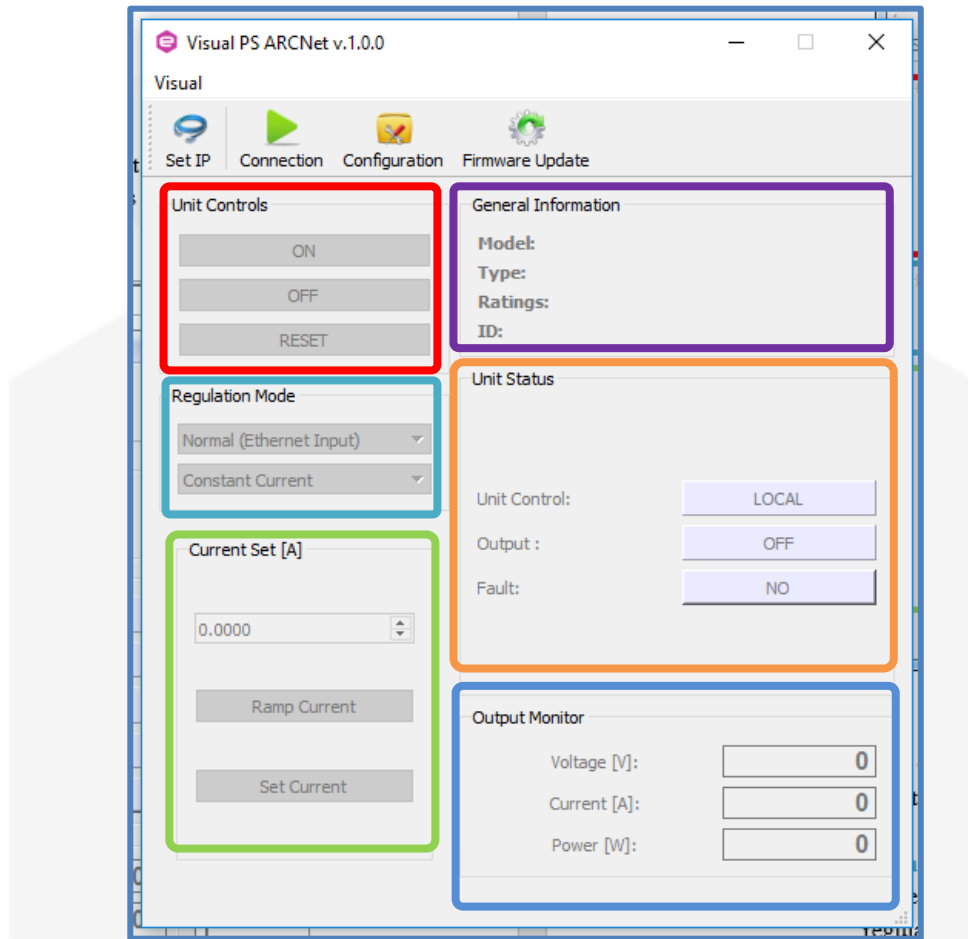 Visual PS ARCNet v.1.0.0
Visual
Set IP
Connection
Configuration
Firmware Update
Unit Controls
ON
OFF
RESET
Regulation Mode
Normal (Ethernet Input)
Constant Current
Current Set [A]
0.0000
Ramp Current
Set Current
General Information
Model:
Type:
Ratings:
ID:
Unit Status
Unit Control: LOCAL
Output : OFF
Fault: NO
Output Monitor
Voltage [V]: 0
Current [A]: 0
Power [W]: 0